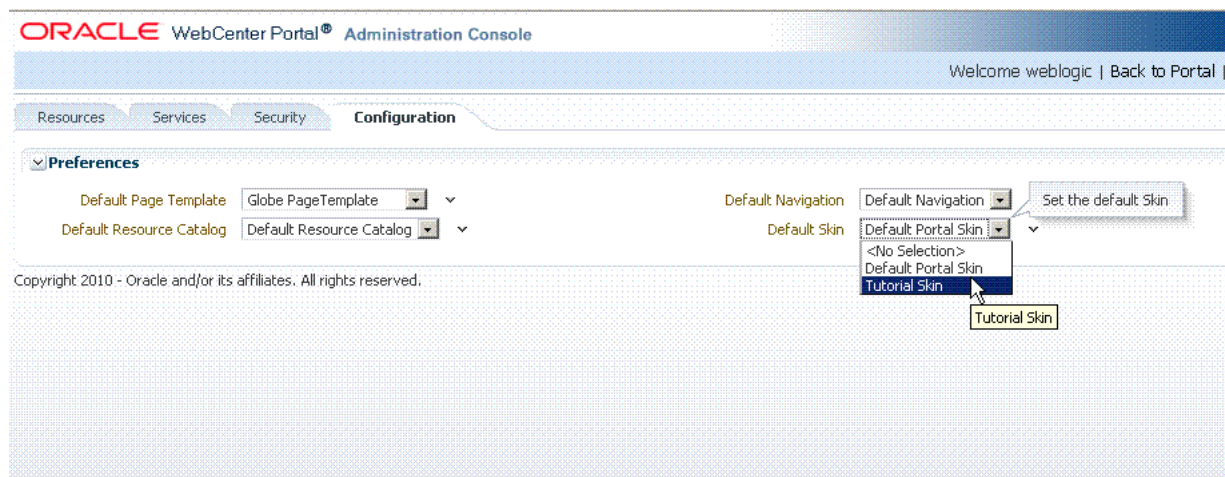 ORACLE WebCenter Portal® Administration Console
Welcome weblogic | Back to Portal |
Resources Services Security Configuration
Preferences
Default Page Template Globe PageTemplate Default Navigation Default Navigation Set the default Skin
Default Resource Catalog Default Resource Catalog Default Skin Default Portal Skin
<No Selection>
Default Portal Skin
Tutorial Skin
Tutorial Skin
Copyright 2010 - Oracle and/or its affiliates. All rights reserved.